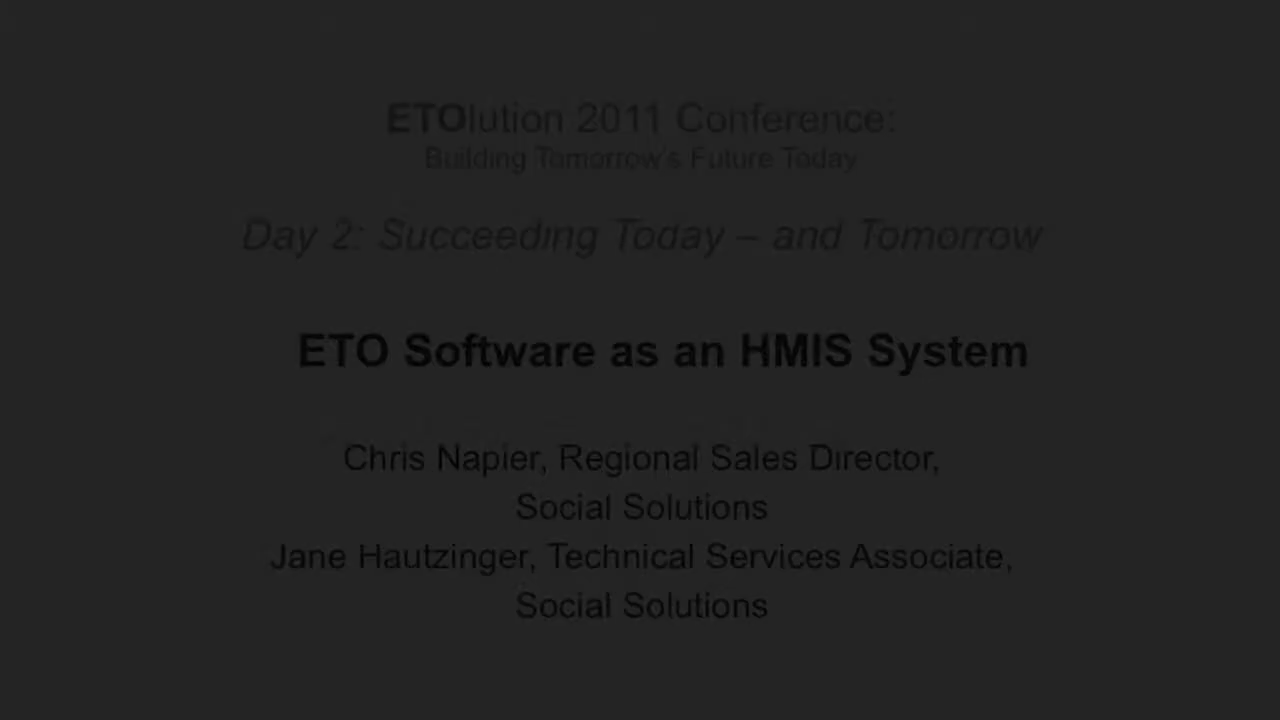 ETOlution 2011 Conference:
Building Tomorrow's Future Today
Day 2: Succeeding Today – and Tomorrow
ETO Software as an HMIS System
Chris Napier, Regional Sales Director,
Social Solutions
Jane Hautzinger, Technical Services Associate,
Social Solutions